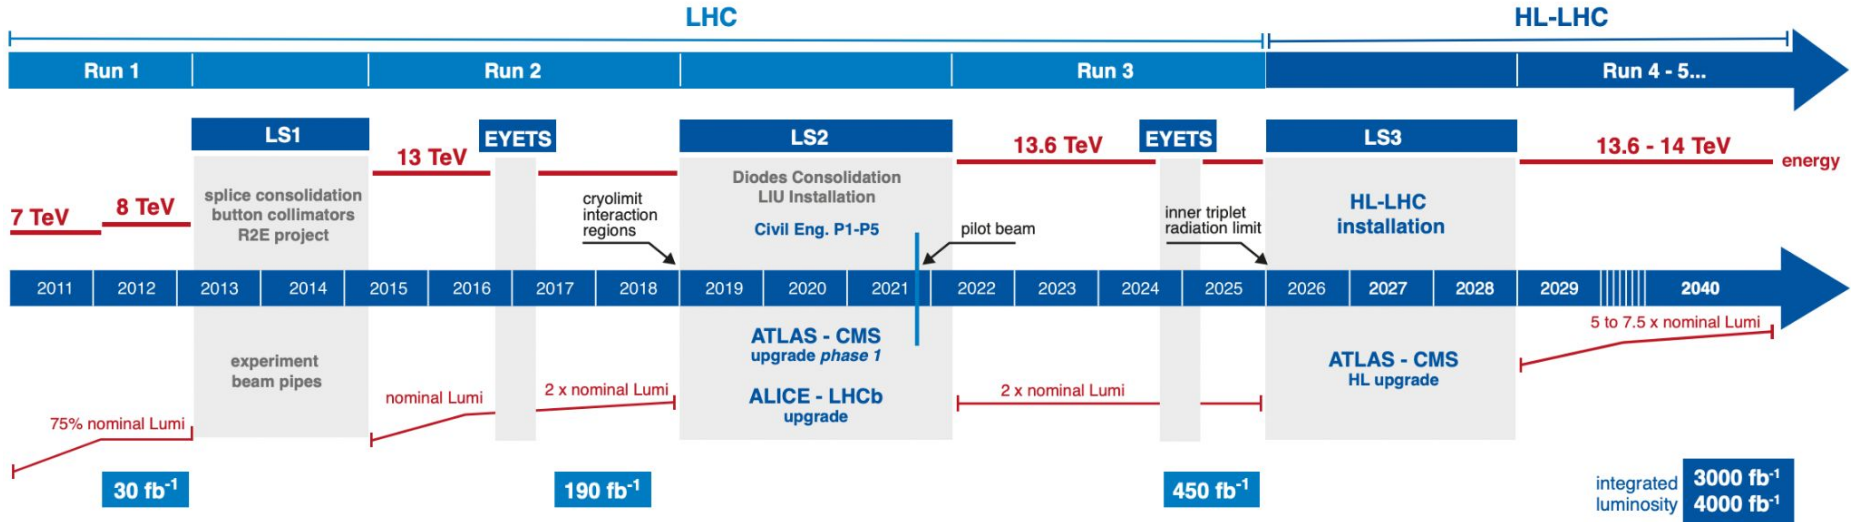 LHC
HL-LHC
Run 1
Run 2
Run 3
Run 4 - 5...
LS1
EYETS
LS2
EYETS
LS3
7 TeV
8 TeV
13 TeV
13.6 TeV
13.6 - 14 TeV
energy
splice consolidation
button collimators
R2E project
cryolimit
interaction
regions
Diodes Consolidation
LIU Installation
Civil Eng. P1-P5
pilot beam
inner triplet
radiation limit
HL-LHC
installation
2011
2012
2013
2014
2015
2016
2017
2018
2019
2020
2021
2022
2023
2024
2025
2026
2027
2028
2029
2040
experiment
beam pipes
ATLAS - CMS
upgrade phase 1
ALICE - LHCb
upgrade
ATLAS - CMS
HL upgrade
75% nominal Lumi
nominal Lumi
2 x nominal Lumi
2 x nominal Lumi
5 to 7.5 x nominal Lumi
30 fb⁻¹
190 fb⁻¹
450 fb⁻¹
integrated
luminosity
3000 fb⁻¹
4000 fb⁻¹